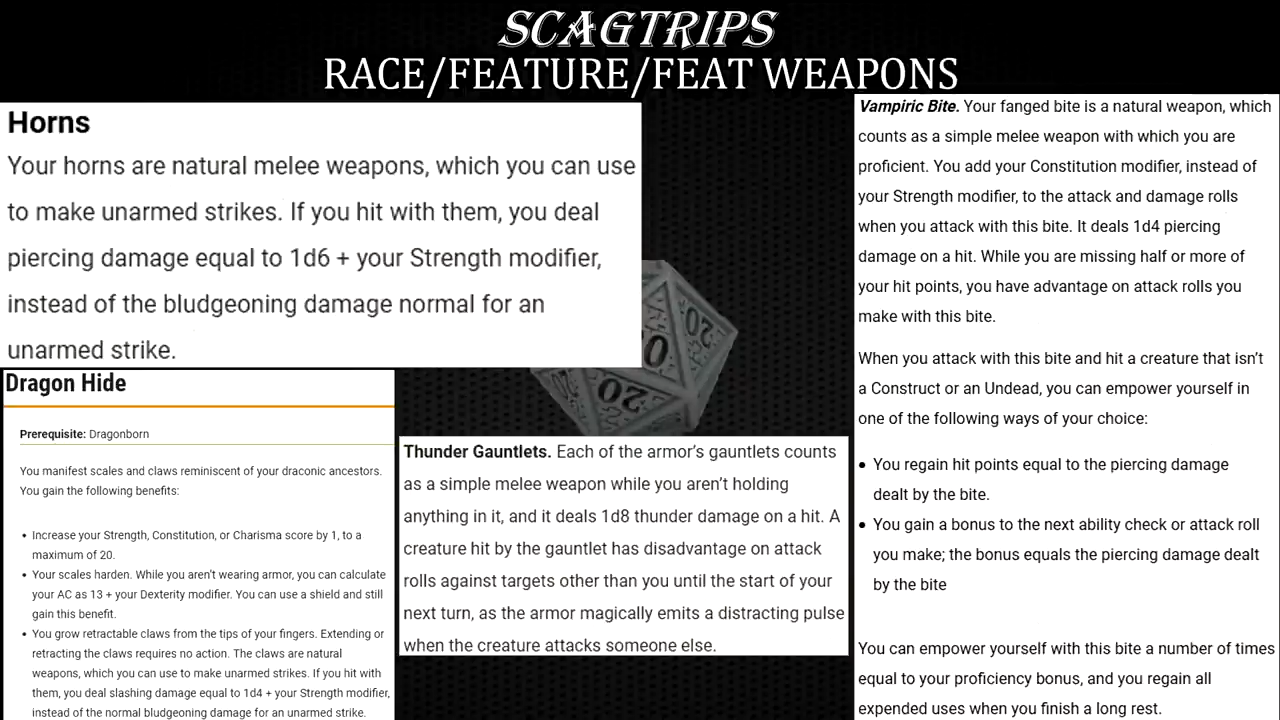 SCAGTRIPS
RACE/FEATURE/FEAT WEAPONS
Horns
Your horns are natural melee weapons, which you can use
to make unarmed strikes. If you hit with them, you deal
piercing damage equal to 1d6 + your Strength modifier,
instead of the bludgeoning damage normal for an
unarmed strike.
Dragon Hide
Prerequisite: Dragonborn
You manifest scales and claws reminiscent of your draconic ancestors.
You gain the following benefits:
• Increase your Strength, Constitution, or Charisma score by 1, to a
maximum of 20.
• Your scales harden. While you aren't wearing armor, you can calculate
your AC as 13 + your Dexterity modifier. You can use a shield and still
gain this benefit.
• You grow retractable claws from the tips of your fingers. Extending or
retracting the claws requires no action. The claws are natural
weapons, which you can use to make unarmed strikes. If you hit with
them, you deal slashing damage equal to 1d4 + your Strength modifier,
instead of the normal bludgeoning damage for an unarmed strike.
20
20
Thunder Gauntlets. Each of the armor's gauntlets counts
as a simple melee weapon while you aren't holding
anything in it, and it deals 1d8 thunder damage on a hit. A
creature hit by the gauntlet has disadvantage on attack
rolls against targets other than you until the start of your
next turn, as the armor magically emits a distracting pulse
when the creature attacks someone else.
Vampiric Bite. Your fanged bite is a natural weapon, which
counts as a simple melee weapon with which you are
proficient. You add your Constitution modifier, instead of
your Strength modifier, to the attack and damage rolls
when you attack with this bite. It deals 1d4 piercing
damage on a hit. While you are missing half or more of
your hit points, you have advantage on attack rolls you
make with this bite.
When you attack with this bite and hit a creature that isn't
a Construct or an Undead, you can empower yourself in
one of the following ways of your choice:
• You regain hit points equal to the piercing damage
dealt by the bite.
• You gain a bonus to the next ability check or attack roll
you make; the bonus equals the piercing damage dealt
by the bite
You can empower yourself with this bite a number of times
equal to your proficiency bonus, and you regain all
expended uses when you finish a long rest.